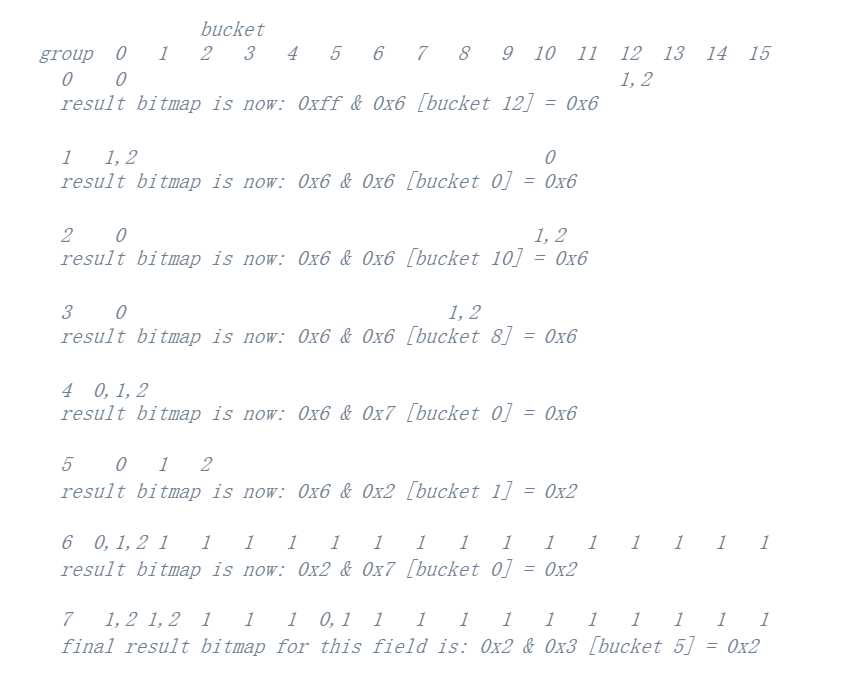 bucket
group 0 1 2 3 4 5 6 7 8 9 10 11 12 13 14 15
0 0 1,2
result bitmap is now: 0xff & 0x6 [bucket 12] = 0x6
1 1,2 0
result bitmap is now: 0x6 & 0x6 [bucket 0] = 0x6
2 0 1,2
result bitmap is now: 0x6 & 0x6 [bucket 10] = 0x6
3 0 1,2
result bitmap is now: 0x6 & 0x6 [bucket 8] = 0x6
4 0,1,2
result bitmap is now: 0x6 & 0x7 [bucket 0] = 0x6
5 0 1 2
result bitmap is now: 0x6 & 0x2 [bucket 1] = 0x2
6 0,1,2 1 1 1 1 1 1 1 1 1 1 1 1 1 1 1
result bitmap is now: 0x2 & 0x7 [bucket 0] = 0x2
7 1,2 1,2 1 1 1 0,1 1 1 1 1 1 1 1 1 1 1
final result bitmap for this field is: 0x2 & 0x3 [bucket 5] = 0x2